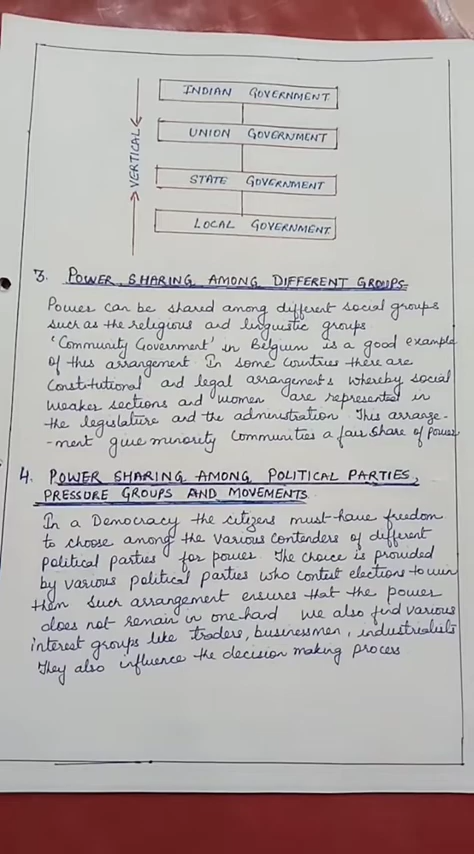 INDIAN GOVERNMENT
UNION GOVERNMENT
STATE GOVERNMENT
LOCAL GOVERNMENT
VERTICAL
3. POWER SHARING AMONG DIFFERENT GROUPS
Power can be shared among different social groups
such as the religious and linguistic groups
'Community Government' in Belgium is a good example
of this arrangement. In some countries there are
Constitutional and legal arrangements whereby social
weaker sections and women are represented in
the legislature and the administration This arrange-
-ment give minority communities a fair share of power
4. POWER SHARING AMONG POLITICAL PARTIES,
PRESSURE GROUPS AND MOVEMENTS
In a Democracy the citizens must have freedom
to choose among the various contenders of different
political parties for power. The choice is provided
by various political parties who contest elections to win
them Such arrangement ensures that the power
does not remain in one hand We also find various
interest groups like traders, businessmen, industrialists
They also influence the decision making process